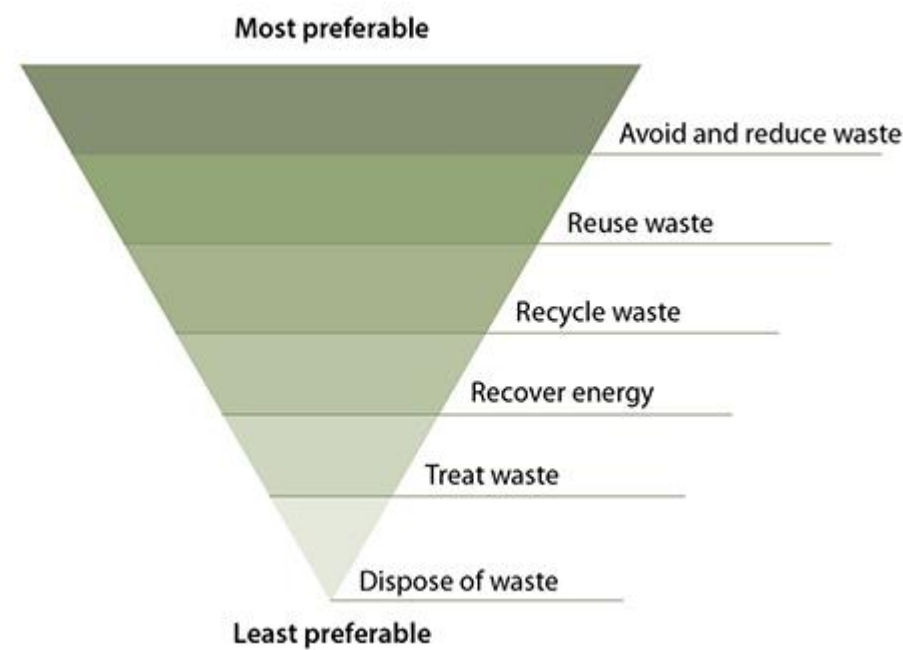 Most preferable
Avoid and reduce waste
Reuse waste
Recycle waste
Recover energy
Treat waste
Dispose of waste
Least preferable